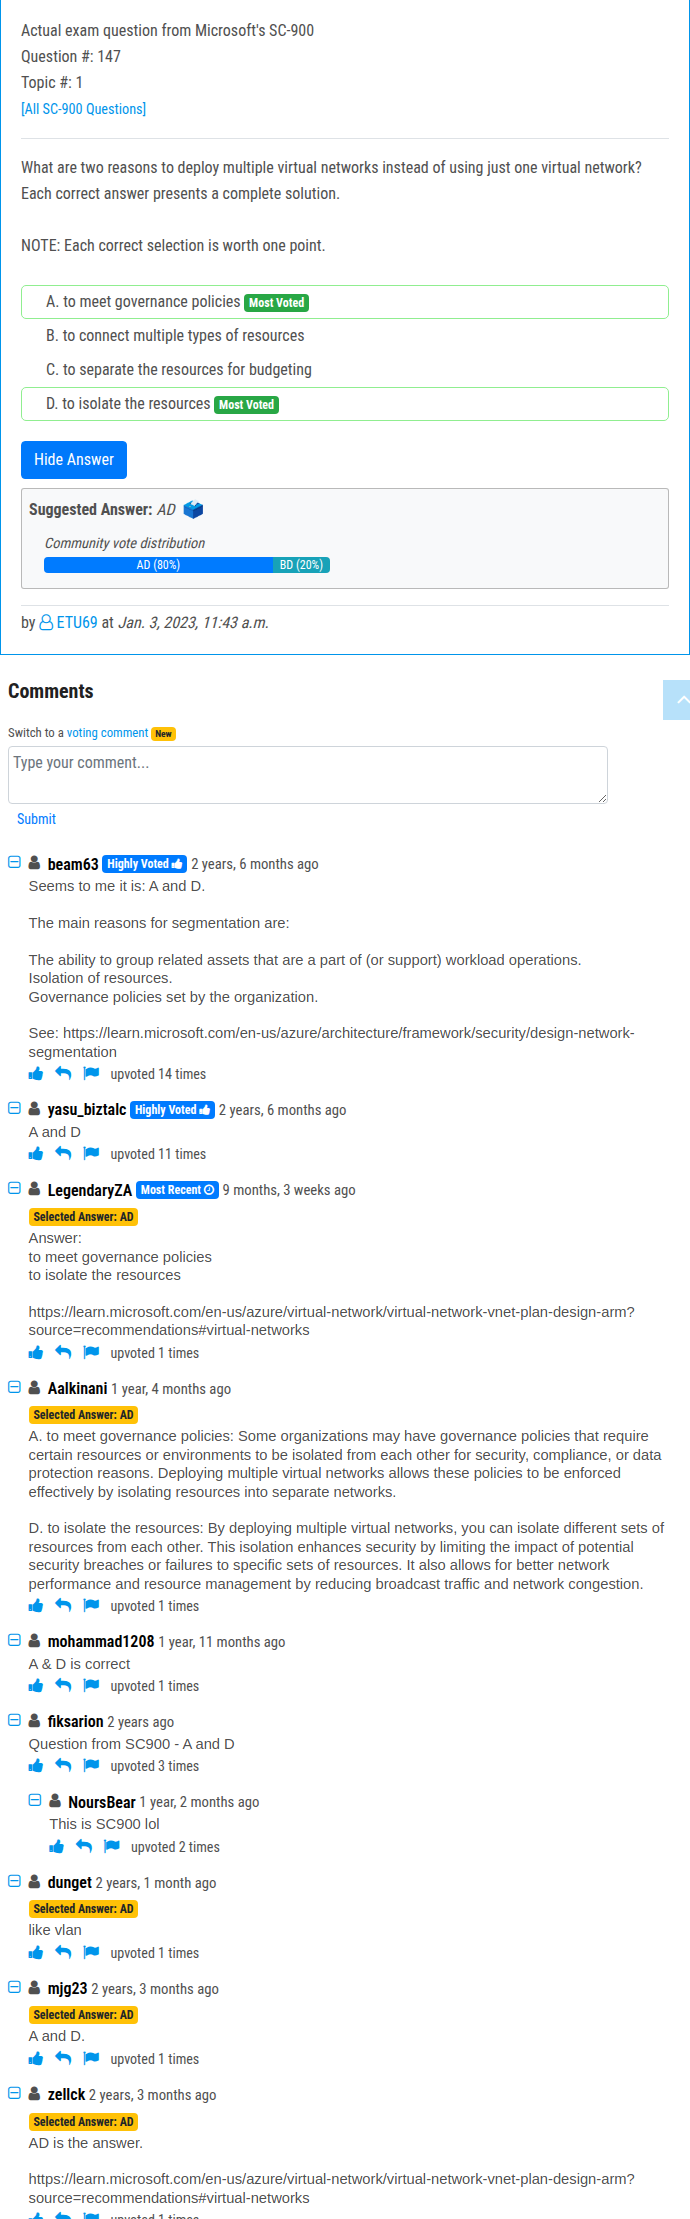 Actual exam question from Microsoft's SC-900
Question #: 147
Topic #: 1
[All SC-900 Questions]
What are two reasons to deploy multiple virtual networks instead of using just one virtual network?
Each correct answer presents a complete solution.
NOTE: Each correct selection is worth one point.
A. to meet governance policies Most Voted
B. to connect multiple types of resources
C. to separate the resources for budgeting
D. to isolate the resources Most Voted
Hide Answer
Suggested Answer: AD
Community vote distribution
AD (80%) BD (20%)
by ETU69 at Jan. 3, 2023, 11:43 a.m.
Comments
Switch to a voting comment New
Type your comment...
Submit
beam63 Highly Voted 2 years, 6 months ago
Seems to me it is: A and D.
The main reasons for segmentation are:
The ability to group related assets that are a part of (or support) workload operations.
Isolation of resources.
Governance policies set by the organization.
See: https://learn.microsoft.com/en-us/azure/architecture/framework/security/design-network-
segmentation
upvoted 14 times
yasu_biztalc Highly Voted 2 years, 6 months ago
A and D
upvoted 11 times
LegendaryZA Most Recent 9 months, 3 weeks ago
Selected Answer: AD
Answer:
to meet governance policies
to isolate the resources
https://learn.microsoft.com/en-us/azure/virtual-network/virtual-network-vnet-plan-design-arm?
source=recommendations#virtual-networks
upvoted 1 times
Aalkinani 1 year, 4 months ago
Selected Answer: AD
A. to meet governance policies: Some organizations may have governance policies that require
certain resources or environments to be isolated from each other for security, compliance, or data
protection reasons. Deploying multiple virtual networks allows these policies to be enforced
effectively by isolating resources into separate networks.
D. to isolate the resources: By deploying multiple virtual networks, you can isolate different sets of
resources from each other. This isolation enhances security by limiting the impact of potential
security breaches or failures to specific sets of resources. It also allows for better network
performance and resource management by reducing broadcast traffic and network congestion.
upvoted 1 times
mohammad1208 1 year, 11 months ago
A & D is correct
upvoted 1 times
fiksarion 2 years ago
Question from SC900 - A and D
upvoted 3 times
NoursBear 1 year, 2 months ago
This is SC900 lol
upvoted 2 times
dunget 2 years, 1 month ago
Selected Answer: AD
like vlan
upvoted 1 times
mjg23 2 years, 3 months ago
Selected Answer: AD
A and D.
upvoted 1 times
zellck 2 years, 3 months ago
Selected Answer: AD
AD is the answer.
https://learn.microsoft.com/en-us/azure/virtual-network/virtual-network-vnet-plan-design-arm?
source=recommendations#virtual-networks
upvoted 1 times